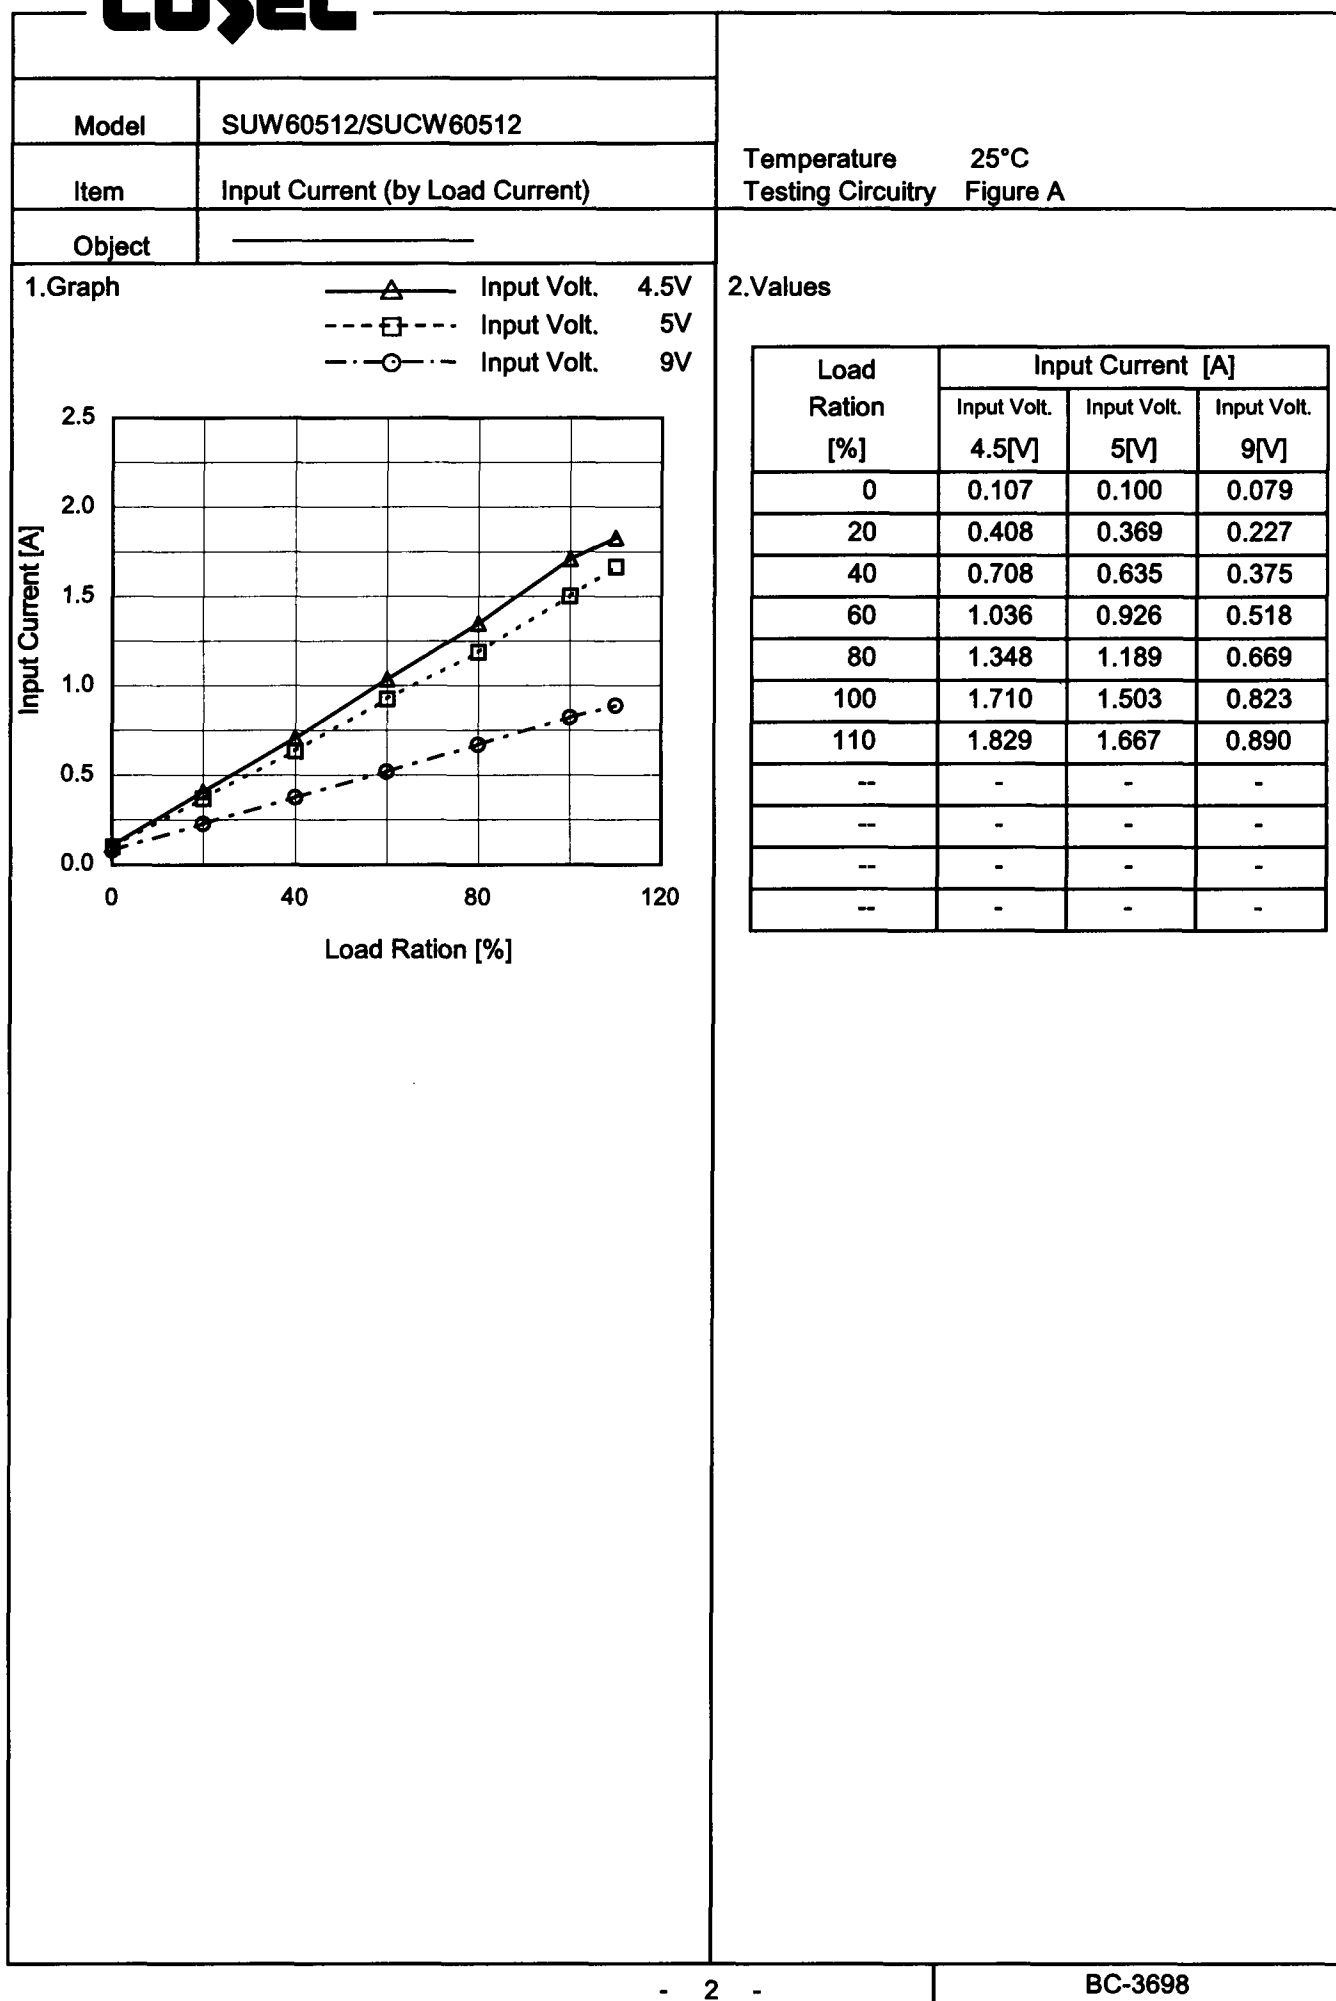 COSEL
Model SUW60512/SUCW60512
Temperature 25°C
Item Input Current (by Load Current)
Testing Circuitry Figure A
Object
1.Graph
Input Volt. 4.5V
Input Volt. 5V
Input Volt. 9V
2.5
2.0
1.5
1.0
0.5
0.0
Input Current [A]
0 40 80 120
Load Ration [%]
2.Values
Load Input Current [A]
Ration Input Volt. Input Volt. Input Volt.
[%] 4.5[V] 5[V] 9[V]
0 0.107 0.100 0.079
20 0.408 0.369 0.227
40 0.708 0.635 0.375
60 1.036 0.926 0.518
80 1.348 1.189 0.669
100 1.710 1.503 0.823
110 1.829 1.667 0.890
-- - - -
-- - - -
-- - - -
-- - - -
- 2 -
BC-3698